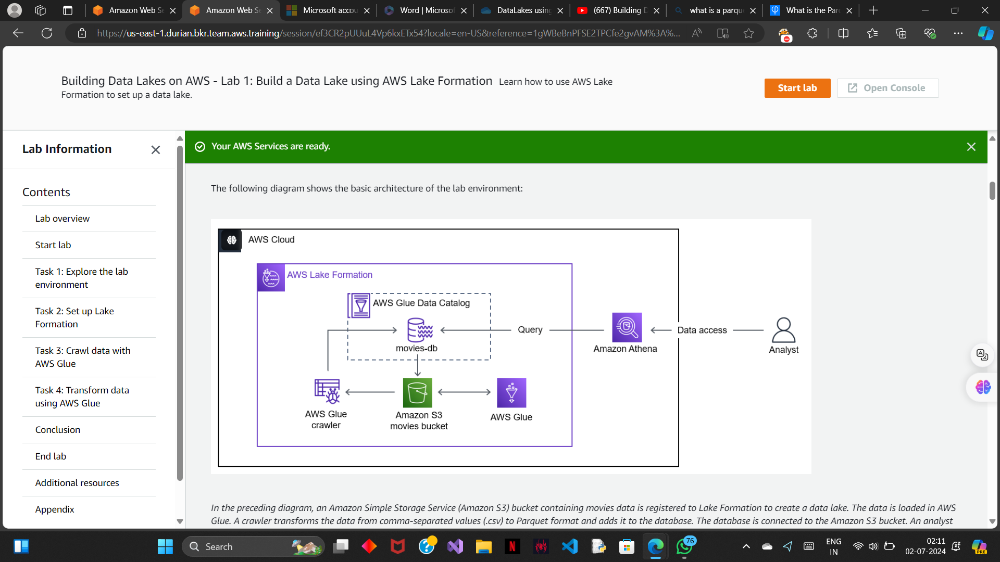 Amazon Web Se
Amazon Web Se
Microsoft accou
Word | Microsof
DataLakes using
(667) Building D
what is a parque
What is the Parq
https://us-east-1.durian.bkr.team.aws.training/session/ef3CR2pUUuL4Vp6kxETx54?locale=en-US&reference=1gWBeBnPFSE2TPCfe2gvAM%3A%...
Building Data Lakes on AWS - Lab 1: Build a Data Lake using AWS Lake Formation Learn how to use AWS Lake
Formation to set up a data lake.
Start lab
Open Console
Lab Information
Your AWS Services are ready.
Contents
Lab overview
Start lab
Task 1: Explore the lab
environment
Task 2: Set up Lake
Formation
Task 3: Crawl data with
AWS Glue
Task 4: Transform data
using AWS Glue
Conclusion
End lab
Additional resources
Appendix
The following diagram shows the basic architecture of the lab environment:
AWS Cloud
AWS Lake Formation
AWS Glue Data Catalog
movies-db
Query
Amazon Athena
Data access
Analyst
AWS Glue
crawler
Amazon S3
movies bucket
AWS Glue
In the preceding diagram, an Amazon Simple Storage Service (Amazon S3) bucket containing movies data is registered to Lake Formation to create a data lake. The data is loaded in AWS
Glue. A crawler transforms the data from comma-separated values (.csv) to Parquet format and adds it to the database. The database is connected to the Amazon S3 bucket. An analyst
Search
76
ENG
IN
02:11
02-07-2024
PRE